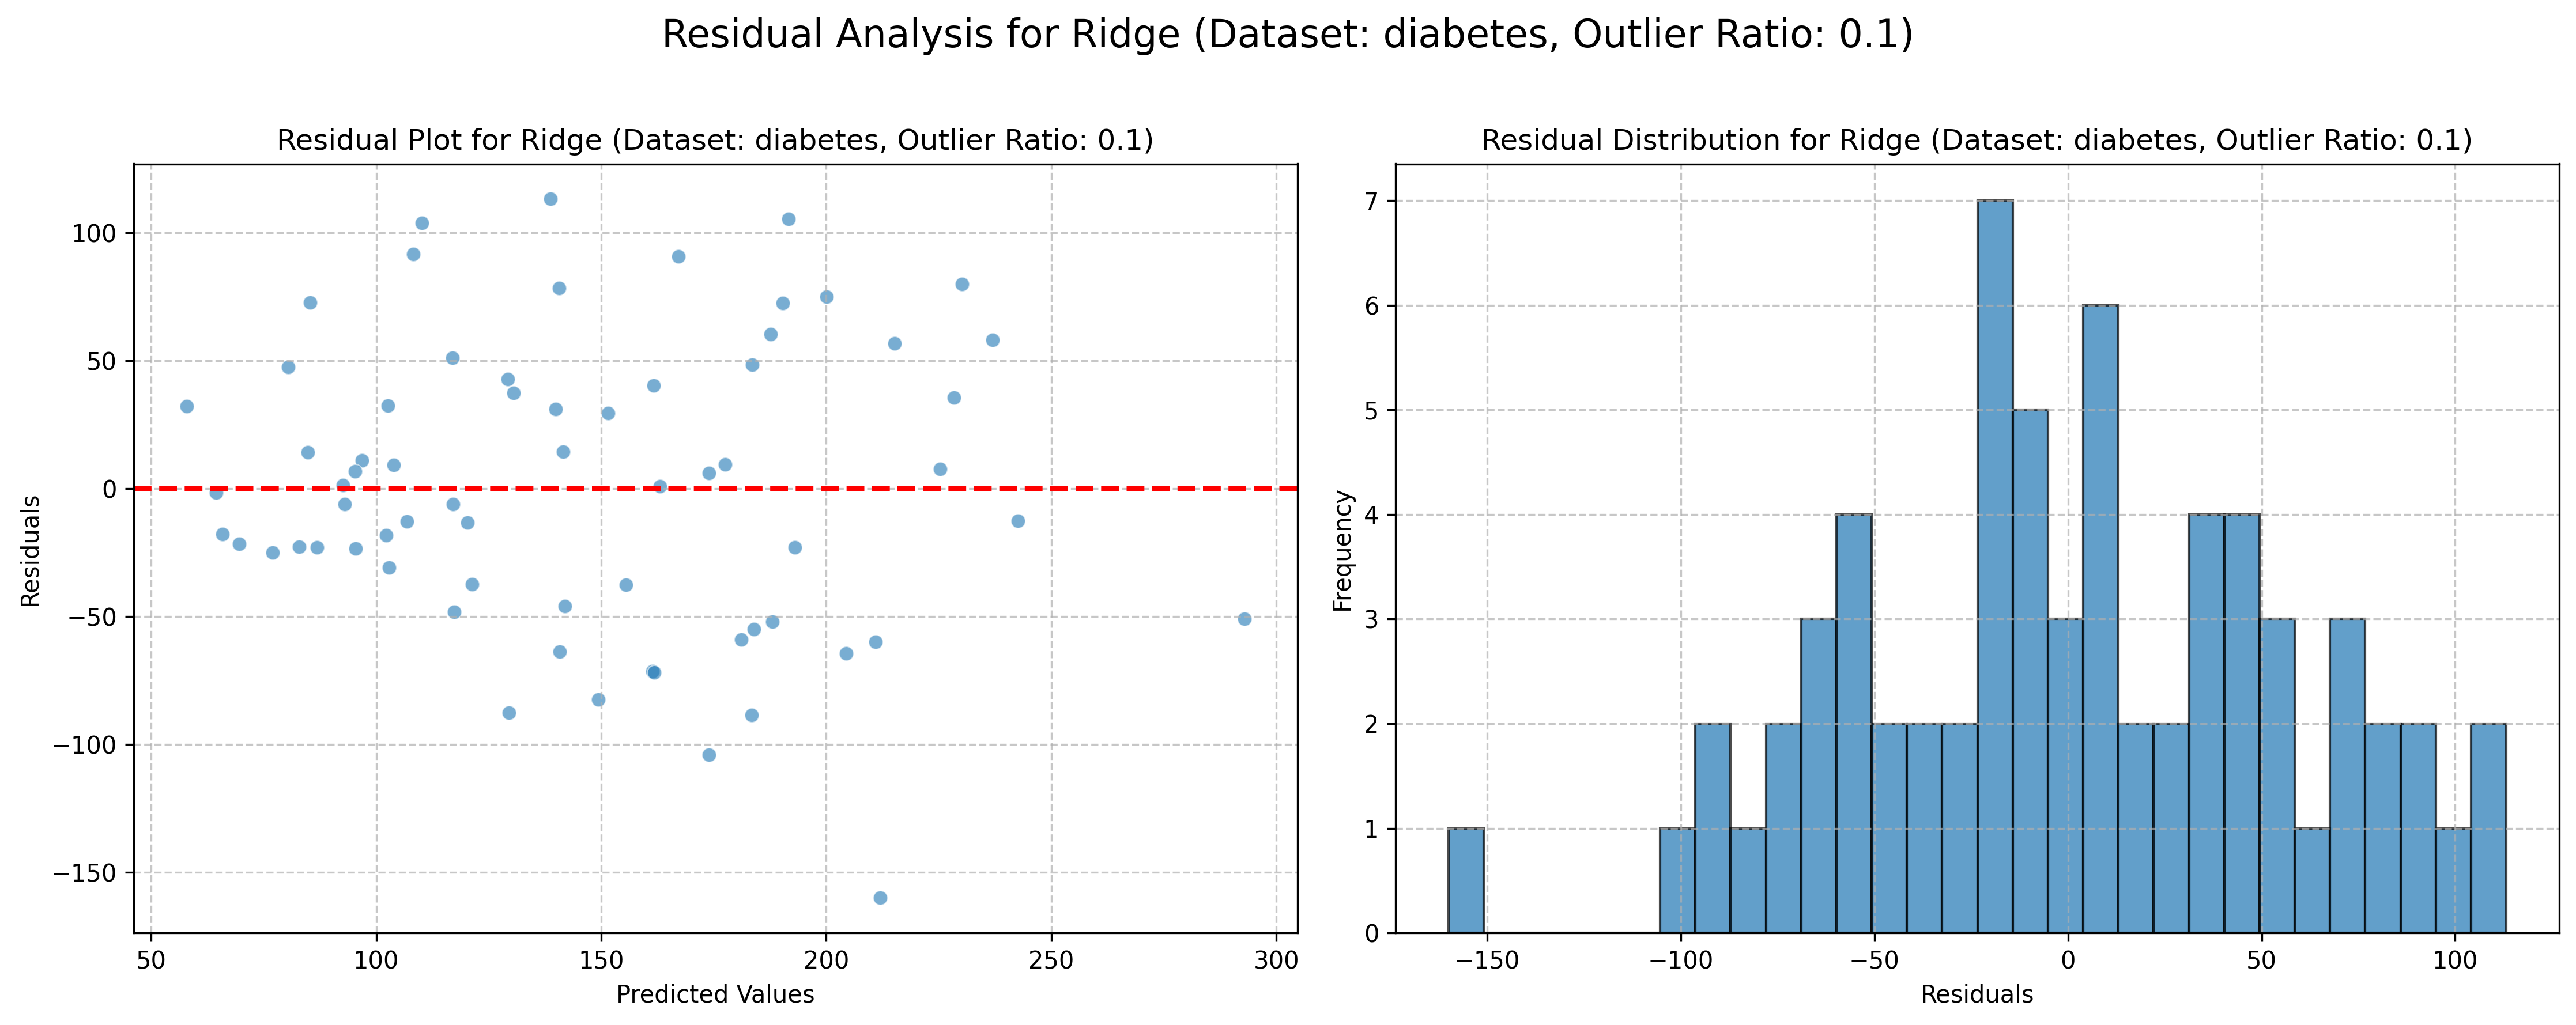 Residual Analysis for Ridge (Dataset: diabetes, Outlier Ratio: 0.1)
Residual Plot for Ridge (Dataset: diabetes, Outlier Ratio: 0.1)
100
50
0
−50
−100
−150
Residuals
50 100 150 200 250 300
Predicted Values
Residual Distribution for Ridge (Dataset: diabetes, Outlier Ratio: 0.1)
7
6
5
4
3
2
1
0
Frequency
−150 −100 −50 0 50 100
Residuals